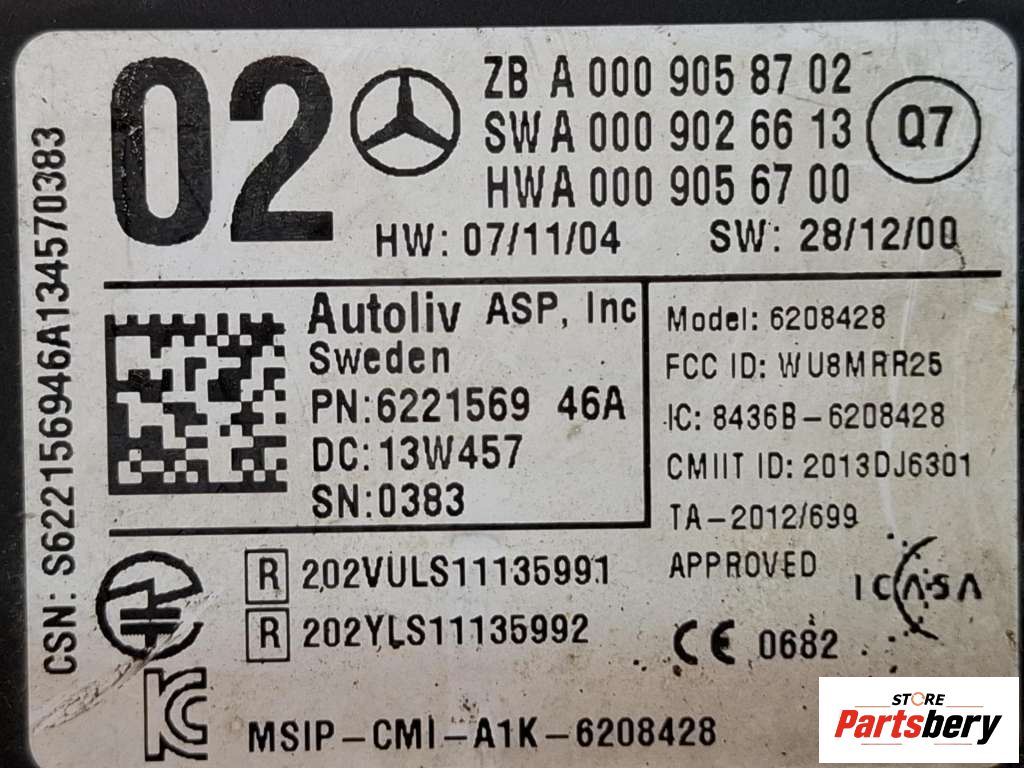 02
ZB A 000 905 87 02
SW A 000 902 66 13
HW A 000 905 67 00
Q7
HW: 07/11/04 SW: 28/12/00
CSN: S622156946A134570383
Autoliv ASP, Inc
Sweden
PN:6221569 46A
DC:13W457
SN:0383
Model: 6208428
FCC ID: WU8MRR25
IC: 8436B-6208428
CMIIT ID: 2013DJ6301
TA-2012/699
APPROVED
ICASA
R 202VULS11135991
R 202YLS11135992
CE 0682
KC
MSIP-CMI-A1K-6208428
STORE
Partsbery